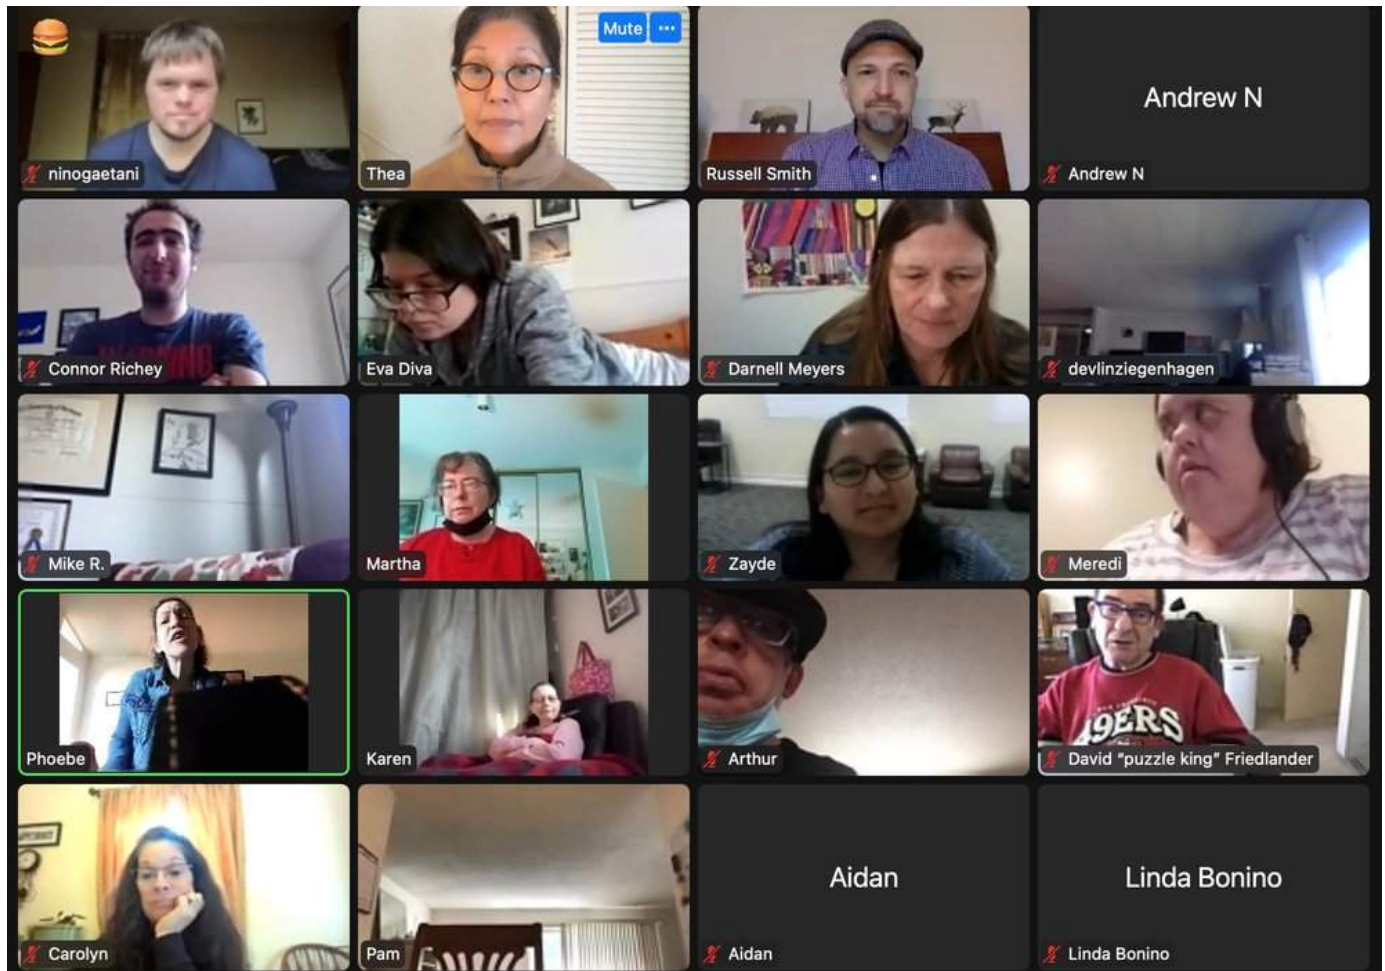 Mute
ninogaetani
Thea
Russell Smith
Andrew N
Andrew N
Connor Richey
Eva Diva
Darnell Meyers
devlinziegenhagen
Mike R.
Martha
Zayde
Meredi
Phoebe
Karen
Arthur
49ERS
David "puzzle king" Friedlander
Carolyn
Pam
Aidan
Aidan
Linda Bonino
Linda Bonino